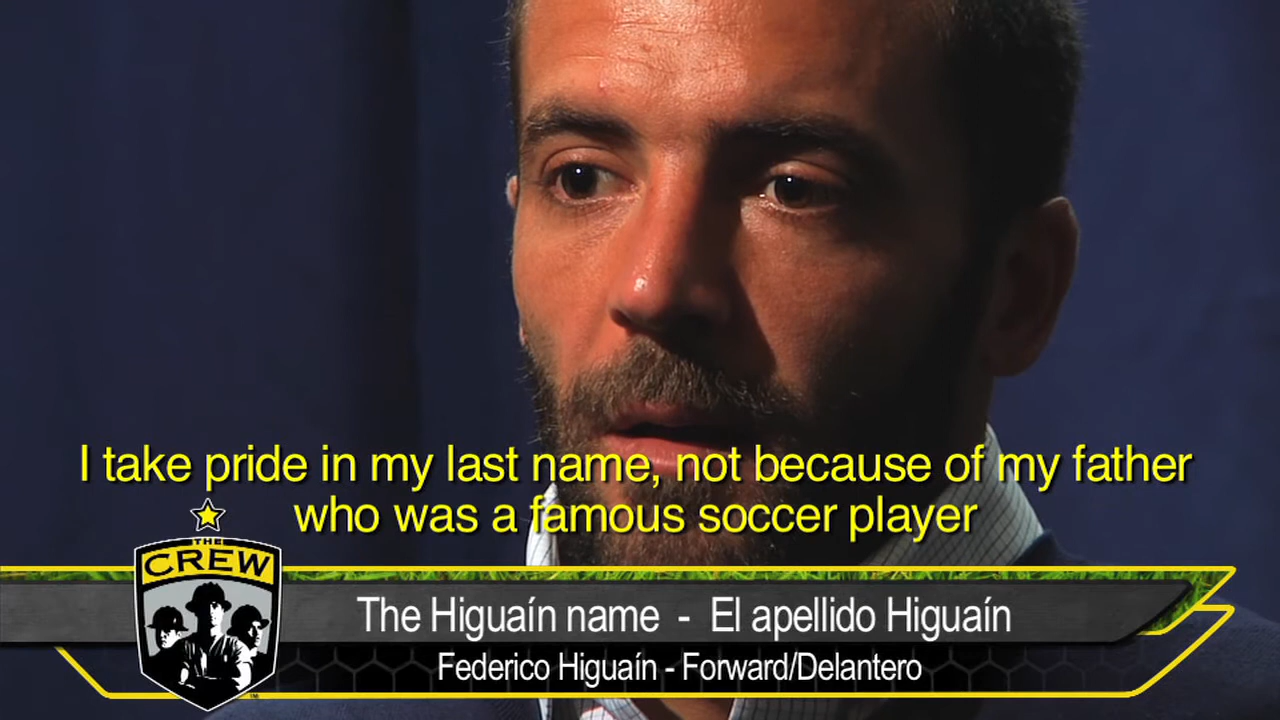 I take pride in my last name, not because of my father
who was a famous soccer player
THE
CREW
The Higuaín name - El apellido Higuaín
Federico Higuaín - Forward/Delantero
TM